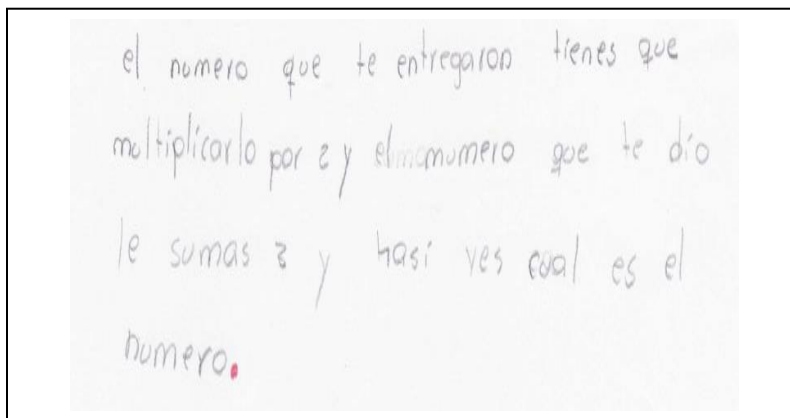 el numero que te entregaron tienes que
multiplicarlo por 2 y el numero que te dio
le sumas 2 y hasi ves cual es el
numero.